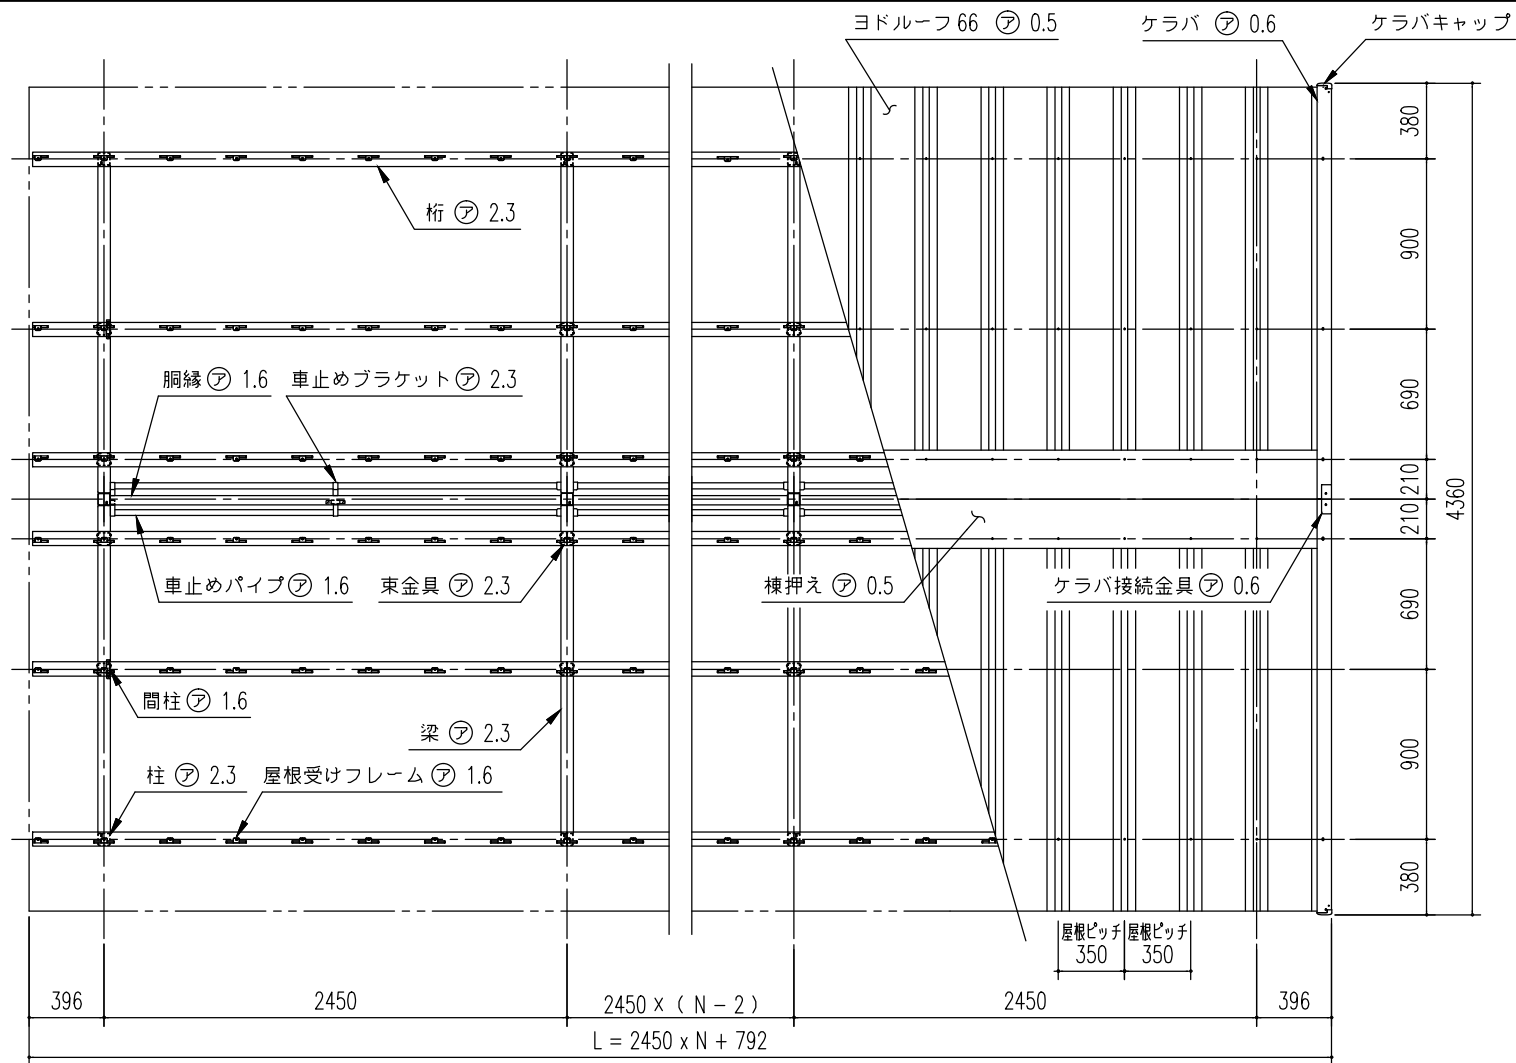 ヨドルーフ66 ㋐ 0.5
ケラバ ㋐ 0.6
ケラバキャップ
桁 ㋐ 2.3
胴縁 ㋐ 1.6
車止めブラケット ㋐ 2.3
車止めパイプ ㋐ 1.6
束金具 ㋐ 2.3
棟押え ㋐ 0.5
ケラバ接続金具 ㋐ 0.6
間柱 ㋐ 1.6
梁 ㋐ 2.3
柱 ㋐ 2.3
屋根受けフレーム ㋐ 1.6
380
900
690
210
210
690
900
380
4360
屋根ピッチ
350
屋根ピッチ
350
396
2450
2450 x ( N − 2 )
2450
396
L = 2450 x N + 792